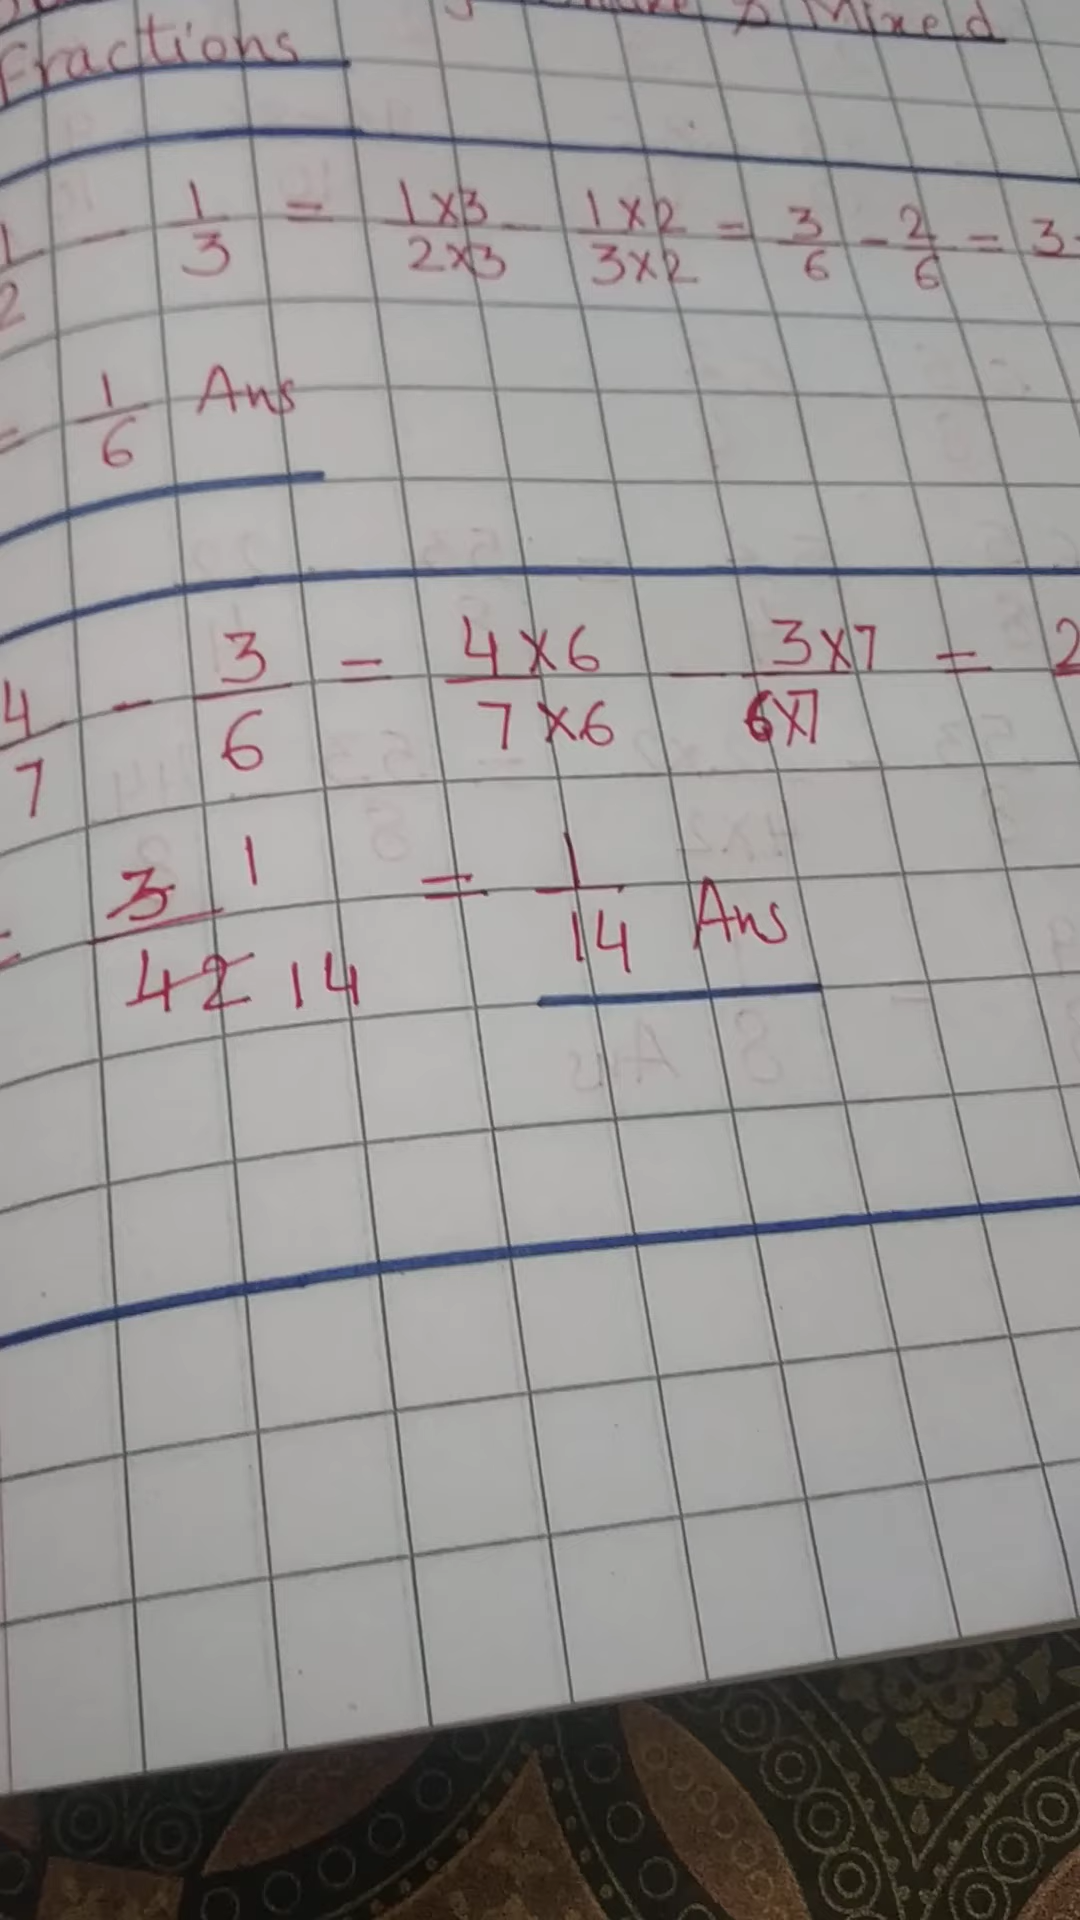 Mixed
Fractions
1/2 - 1/3 = 1×3/2×3 - 1×2/3×2 = 3/6 - 2/6 = 3-
= 1/6 Ans
4/7 - 3/6 = 4×6/7×6 - 3×7/6×7 = 2
= 3 1/42 14 = 1/14 Ans